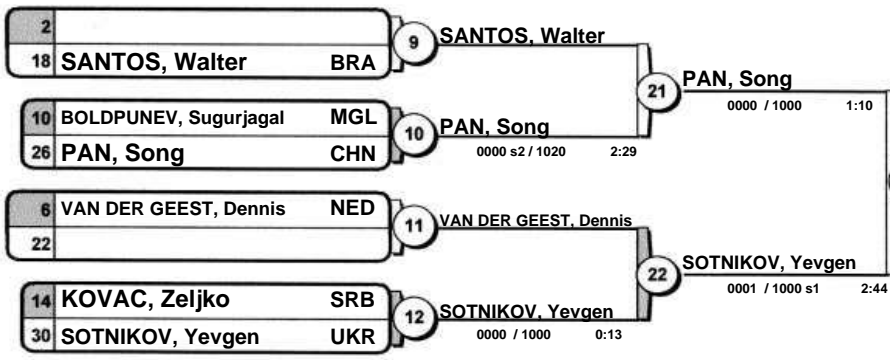 2
18 SANTOS, Walter BRA
9
SANTOS, Walter
10 BOLDPUNEV, Sugurjagal MGL
26 PAN, Song CHN
10
PAN, Song
0000 s2 / 1020 2:29
21
PAN, Song
0000 / 1000 1:10
6 VAN DER GEEST, Dennis NED
22
11
VAN DER GEEST, Dennis
14 KOVAC, Zeljko SRB
30 SOTNIKOV, Yevgen UKR
12
SOTNIKOV, Yevgen
0000 / 1000 0:13
22
SOTNIKOV, Yevgen
0001 / 1000 s1 2:44